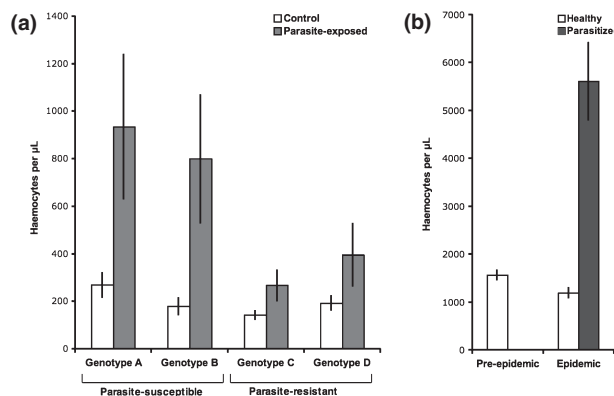 (a)
Control
Parasite-exposed
1400
1200
1000
800
600
400
200
0
Haemocytes per µL
Genotype A
Genotype B
Genotype C
Genotype D
Parasite-susceptible
Parasite-resistant
(b)
Healthy
Parasitize
7000
6000
5000
4000
3000
2000
1000
0
Haemocytes per µL
Pre-epidemic
Epidemic